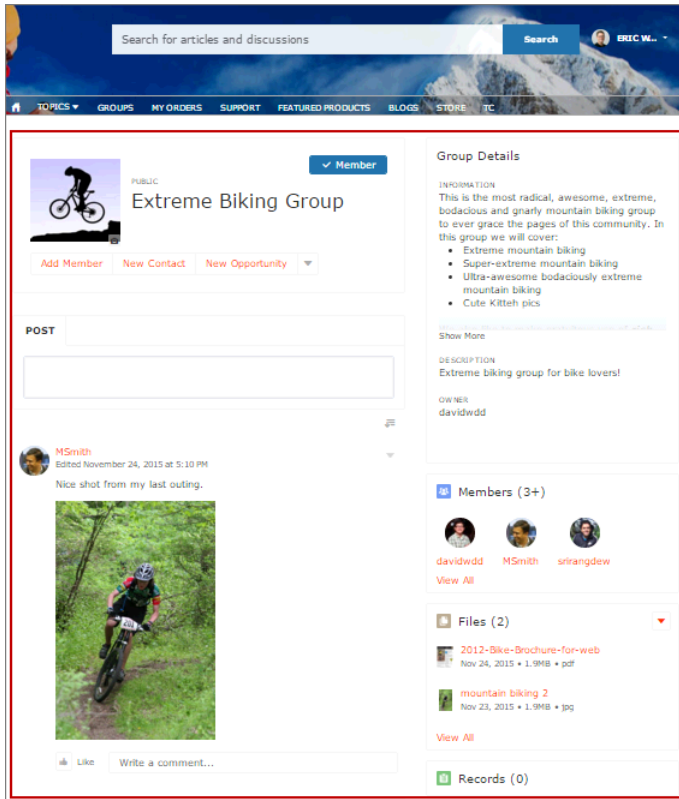 Search for articles and discussions
Search
ERIC W...
TOPICS
GROUPS
MY ORDERS
SUPPORT
FEATURED PRODUCTS
BLOGS
STORE
TC
Member
PUBLIC
Extreme Biking Group
Add Member
New Contact
New Opportunity
POST
MSmith
Edited November 24, 2015 at 5:10 PM
Nice shot from my last outing.
Like
Write a comment...
Group Details
INFORMATION
This is the most radical, awesome, extreme,
bodacious and gnarly mountain biking group
to ever grace the pages of this community. In
this group we will cover:
• Extreme mountain biking
• Super-extreme mountain biking
• Ultra-awesome bodaciously extreme
mountain biking
• Cute Kitteh pics
Show More
DESCRIPTION
Extreme biking group for bike lovers!
OWNER
davidwdd
Members (3+)
davidwdd
MSmith
srirangdew
View All
Files (2)
2012-Bike-Brochure-for-web
Nov 24, 2015 • 1.9MB • pdf
mountain biking 2
Nov 23, 2015 • 1.9MB • jpg
View All
Records (0)